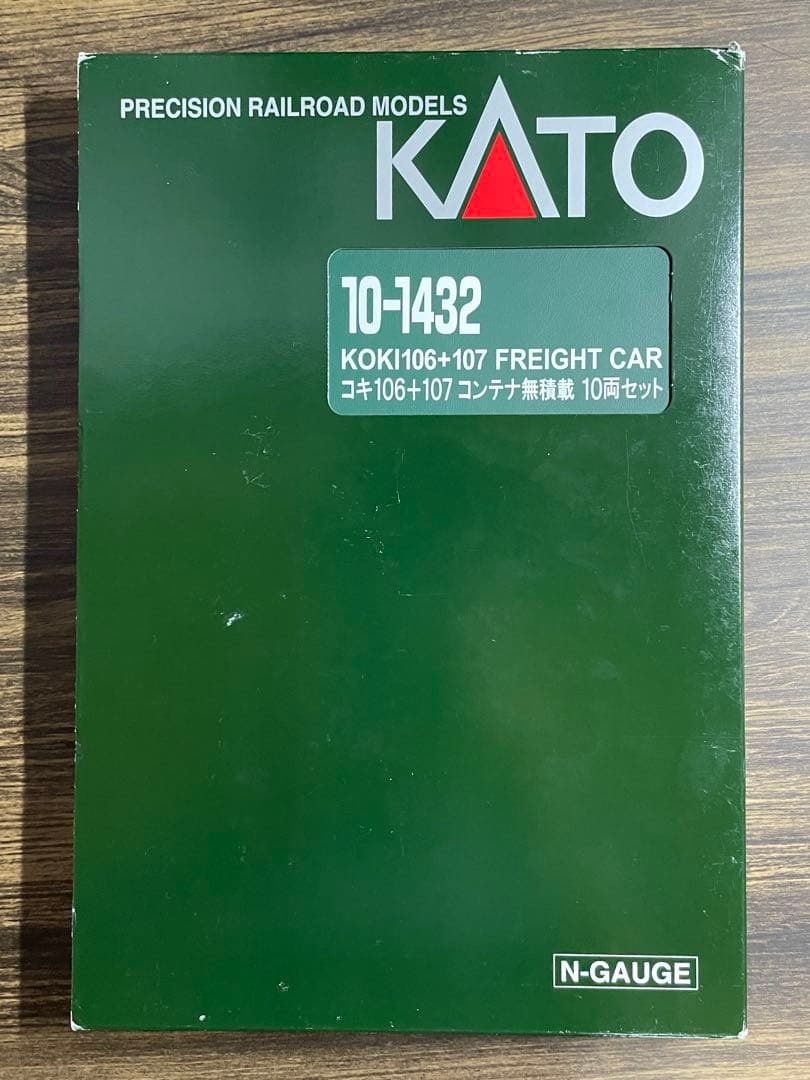 PRECISION RAILROAD MODELS
KATO
10-1432
KOKI106+107 FREIGHT CAR
コキ106+107 コンテナ無積載 10両セット
N-GAUGE